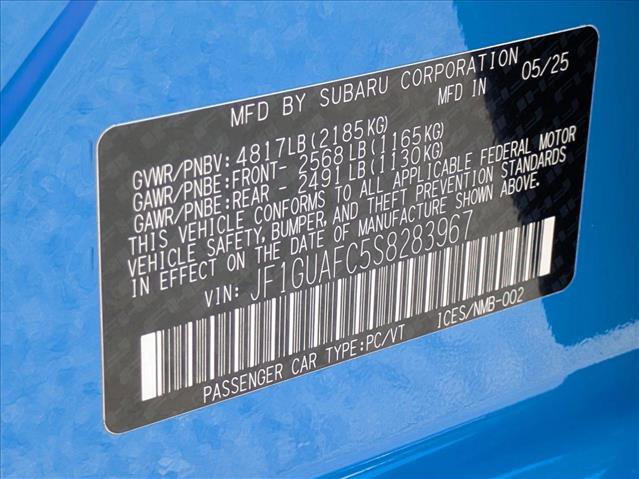 MFD BY SUBARU CORPORATION 05/25
MFD IN JAPAN
GVWR/PNBV: 4817LB(2185KG)
GAWR/PNBE:FRONT- 2568LB(1165KG)
GAWR/PNBE:REAR - 2491LB(1130KG)
THIS VEHICLE CONFORMS TO ALL APPLICABLE FEDERAL MOTOR
VEHICLE SAFETY, BUMPER, AND THEFT PREVENTION STANDARDS
IN EFFECT ON THE DATE OF MANUFACTURE SHOWN ABOVE.
VIN: JF1GUAFC5S8283967
PASSENGER CAR TYPE:PC/VT ICES/NMB-002